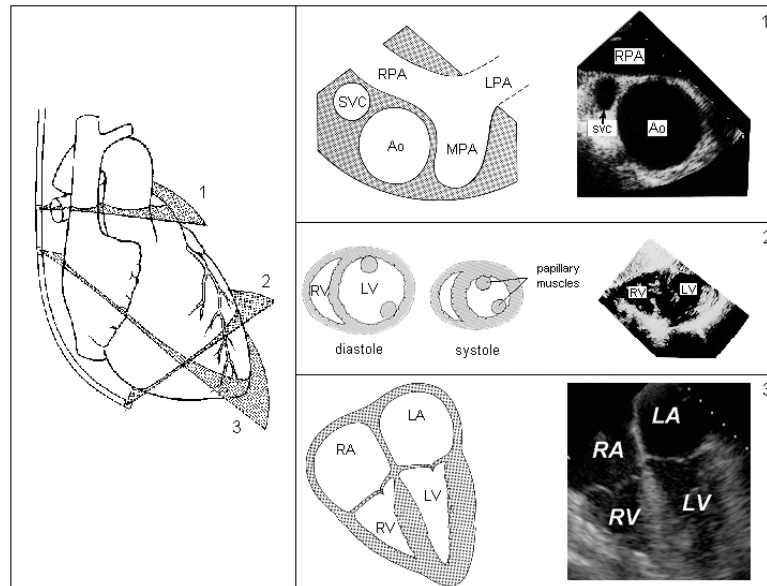 1
2
3
1
RPA
LPA
SVC
Ao
MPA
RPA
SVC
Ao
2
RV
LV
diastole
systole
papillary
muscles
RV
LV
3
LA
RA
LV
RV
LA
RA
LV
RV